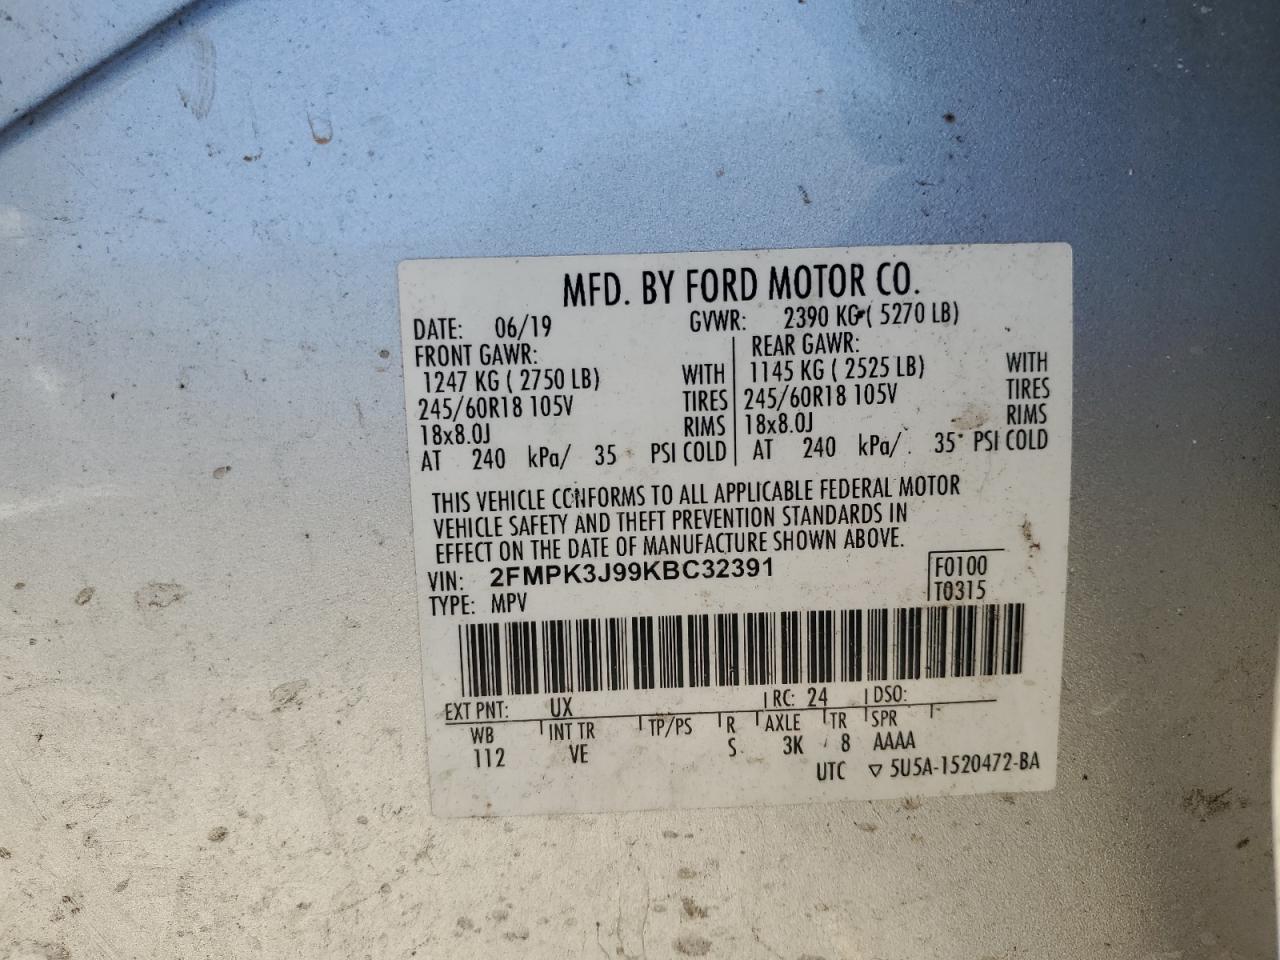 MFD. BY FORD MOTOR CO.
DATE: 06/19 GVWR: 2390 KG ( 5270 LB)
FRONT GAWR: REAR GAWR:
1247 KG ( 2750 LB) WITH 1145 KG ( 2525 LB) WITH
245/60R18 105V TIRES 245/60R18 105V TIRES
18x8.0J RIMS 18x8.0J RIMS
AT 240 kPa/ 35 PSI COLD AT 240 kPa/ 35 PSI COLD
THIS VEHICLE CONFORMS TO ALL APPLICABLE FEDERAL MOTOR
VEHICLE SAFETY AND THEFT PREVENTION STANDARDS IN
EFFECT ON THE DATE OF MANUFACTURE SHOWN ABOVE.
VIN: 2FMPK3J99KBC32391 F0100
TYPE: MPV T0315
EXT PNT: UX RC: 24 DSO:
WB INT TR TP/PS R AXLE TR SPR
112 VE S 3K 8 AAAA
UTC ▽ 5U5A-1520472-BA